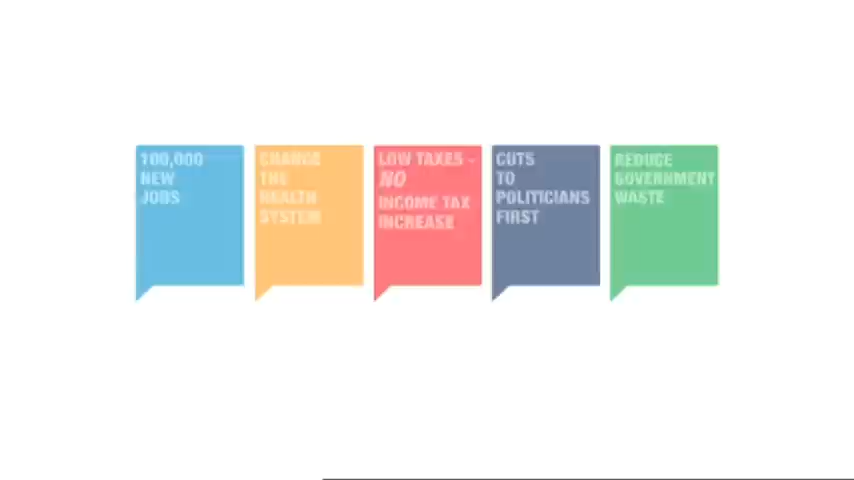 100,000
NEW
JOBS
CHANGE
THE
HEALTH
SYSTEM
LOW TAXES -
NO
INCOME TAX
INCREASE
CUTS
TO
POLITICIANS
FIRST
REDUCE
GOVERNMENT
WASTE